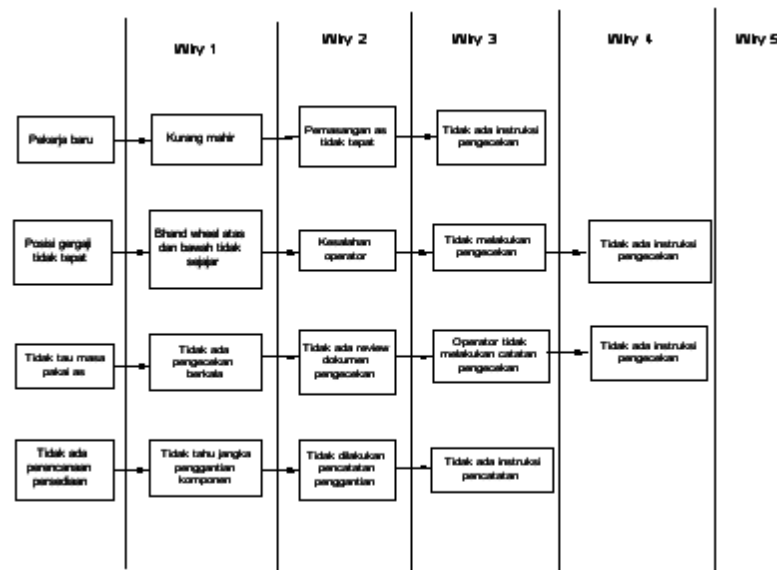 Why 1
Why 2
Why 3
Why 4
Why 5
Pekerja baru
Kurang mahir
Pemasangan as
tidak tepat
Tidak ada instruksi
pengecekan
Posisi gergaji
tidak tepat
Bhand wheel atas
dan bawah tidak
sejajar
Kesalahan
operator
Tidak melakukan
pengecekan
Tidak ada instruksi
pengecekan
Tidak tau masa
pakai as
Tidak ada
pengecekan
berkala
Tidak ada review
dokumen
pengecekan
Operator tidak
melakukan catatan
pengecekan
Tidak ada instruksi
pengecekan
Tidak ada
perencanaan
persediaan
Tidak tahu jangka
penggantian
komponen
Tidak dilakukan
pencatatan
penggantian
Tidak ada instruksi
pencatatan